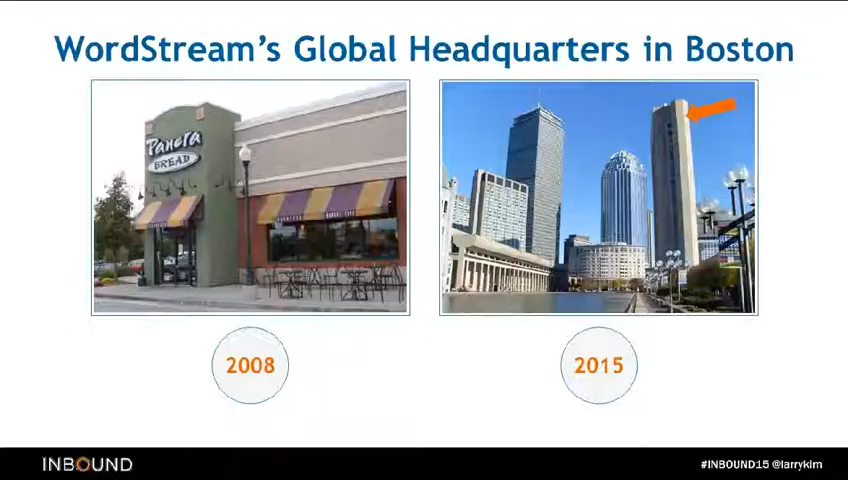 WordStream's Global Headquarters in Boston
Panera
BREAD
2008
2015
INBOUND
#INBOUND15 @larrykim